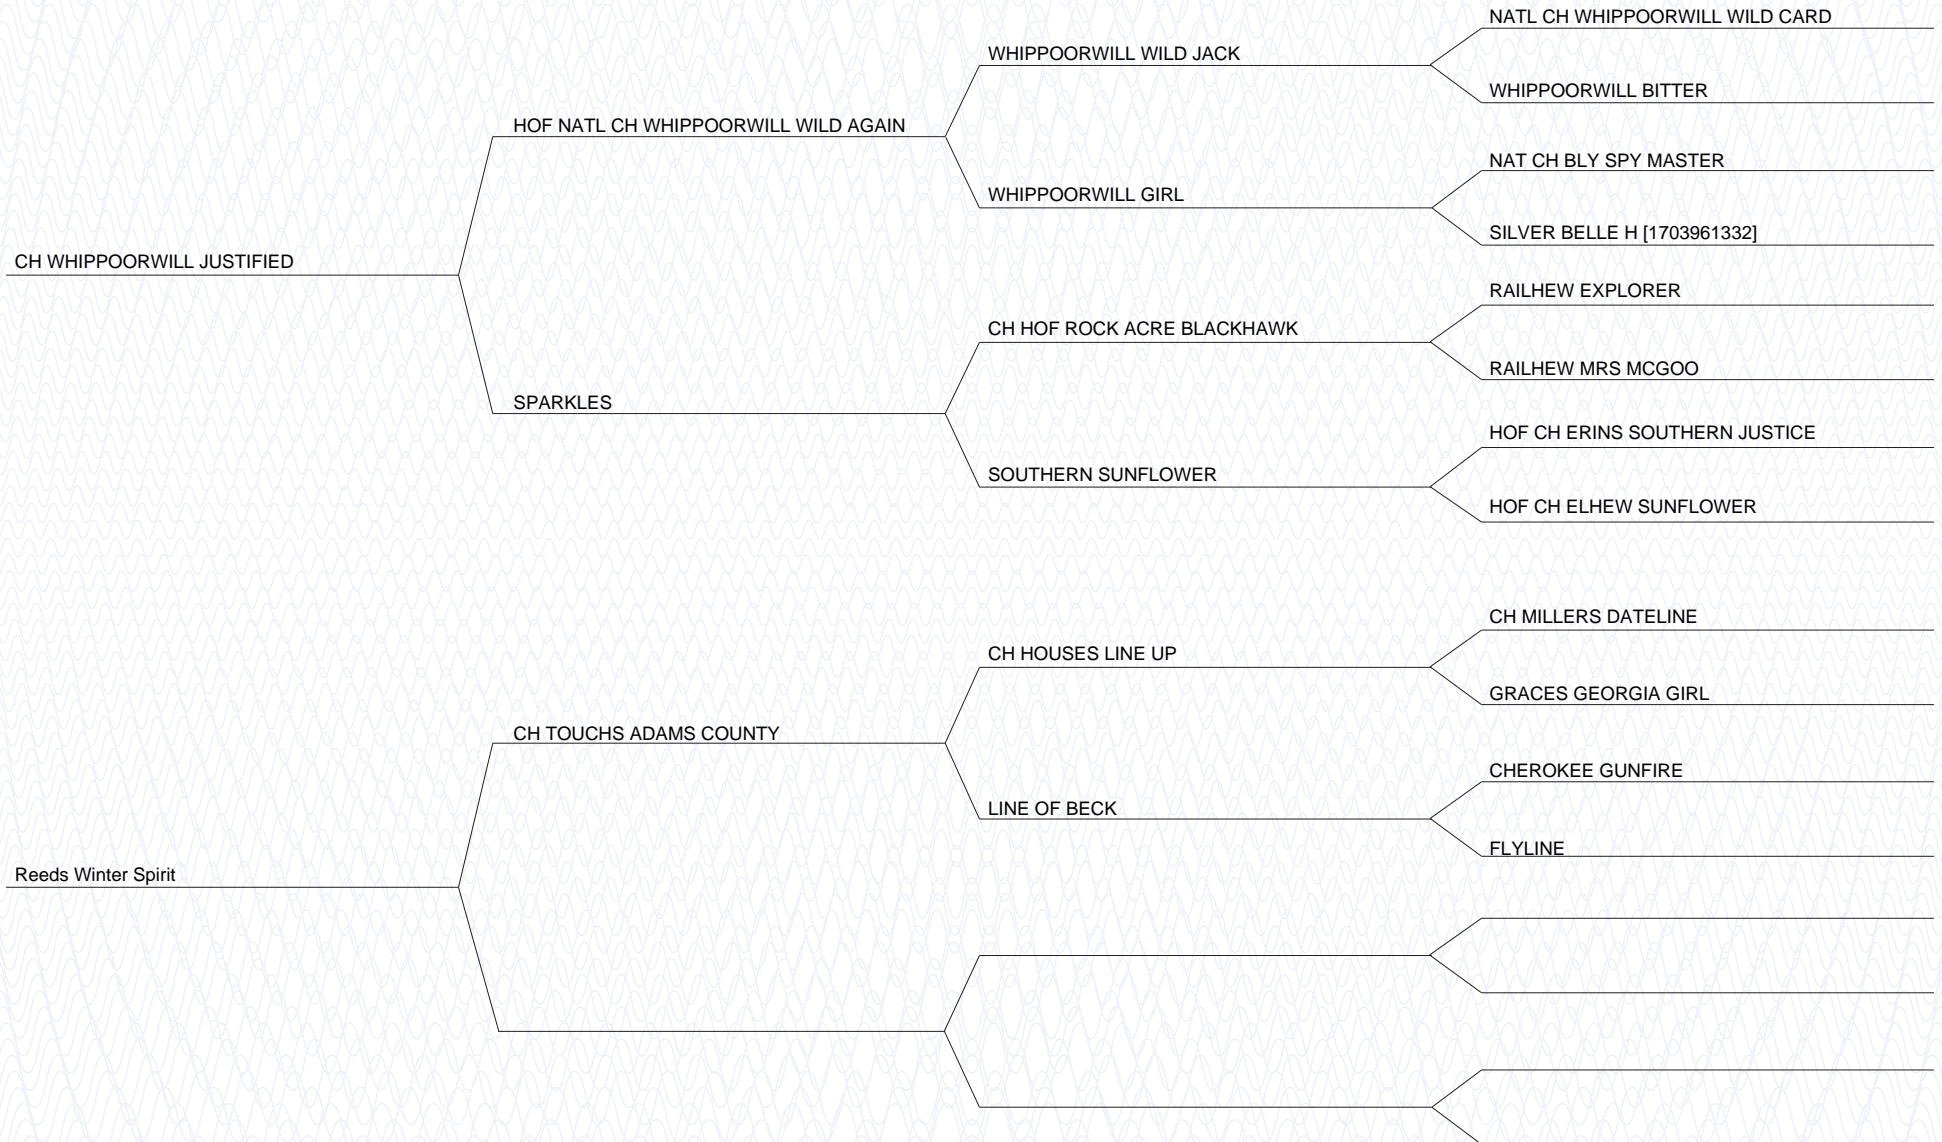 NATL CH WHIPPOORWILL WILD CARD
WHIPPOORWILL WILD JACK
WHIPPOORWILL BITTER
HOF NATL CH WHIPPOORWILL WILD AGAIN
NAT CH BLY SPY MASTER
WHIPPOORWILL GIRL
SILVER BELLE H [1703961332]
CH WHIPPOORWILL JUSTIFIED
RAILHEW EXPLORER
CH HOF ROCK ACRE BLACKHAWK
RAILHEW MRS MCGOO
SPARKLES
HOF CH ERINS SOUTHERN JUSTICE
SOUTHERN SUNFLOWER
HOF CH ELHEW SUNFLOWER
CH MILLERS DATELINE
CH HOUSES LINE UP
GRACES GEORGIA GIRL
CH TOUCHS ADAMS COUNTY
CHEROKEE GUNFIRE
LINE OF BECK
FLYLINE
Reeds Winter Spirit